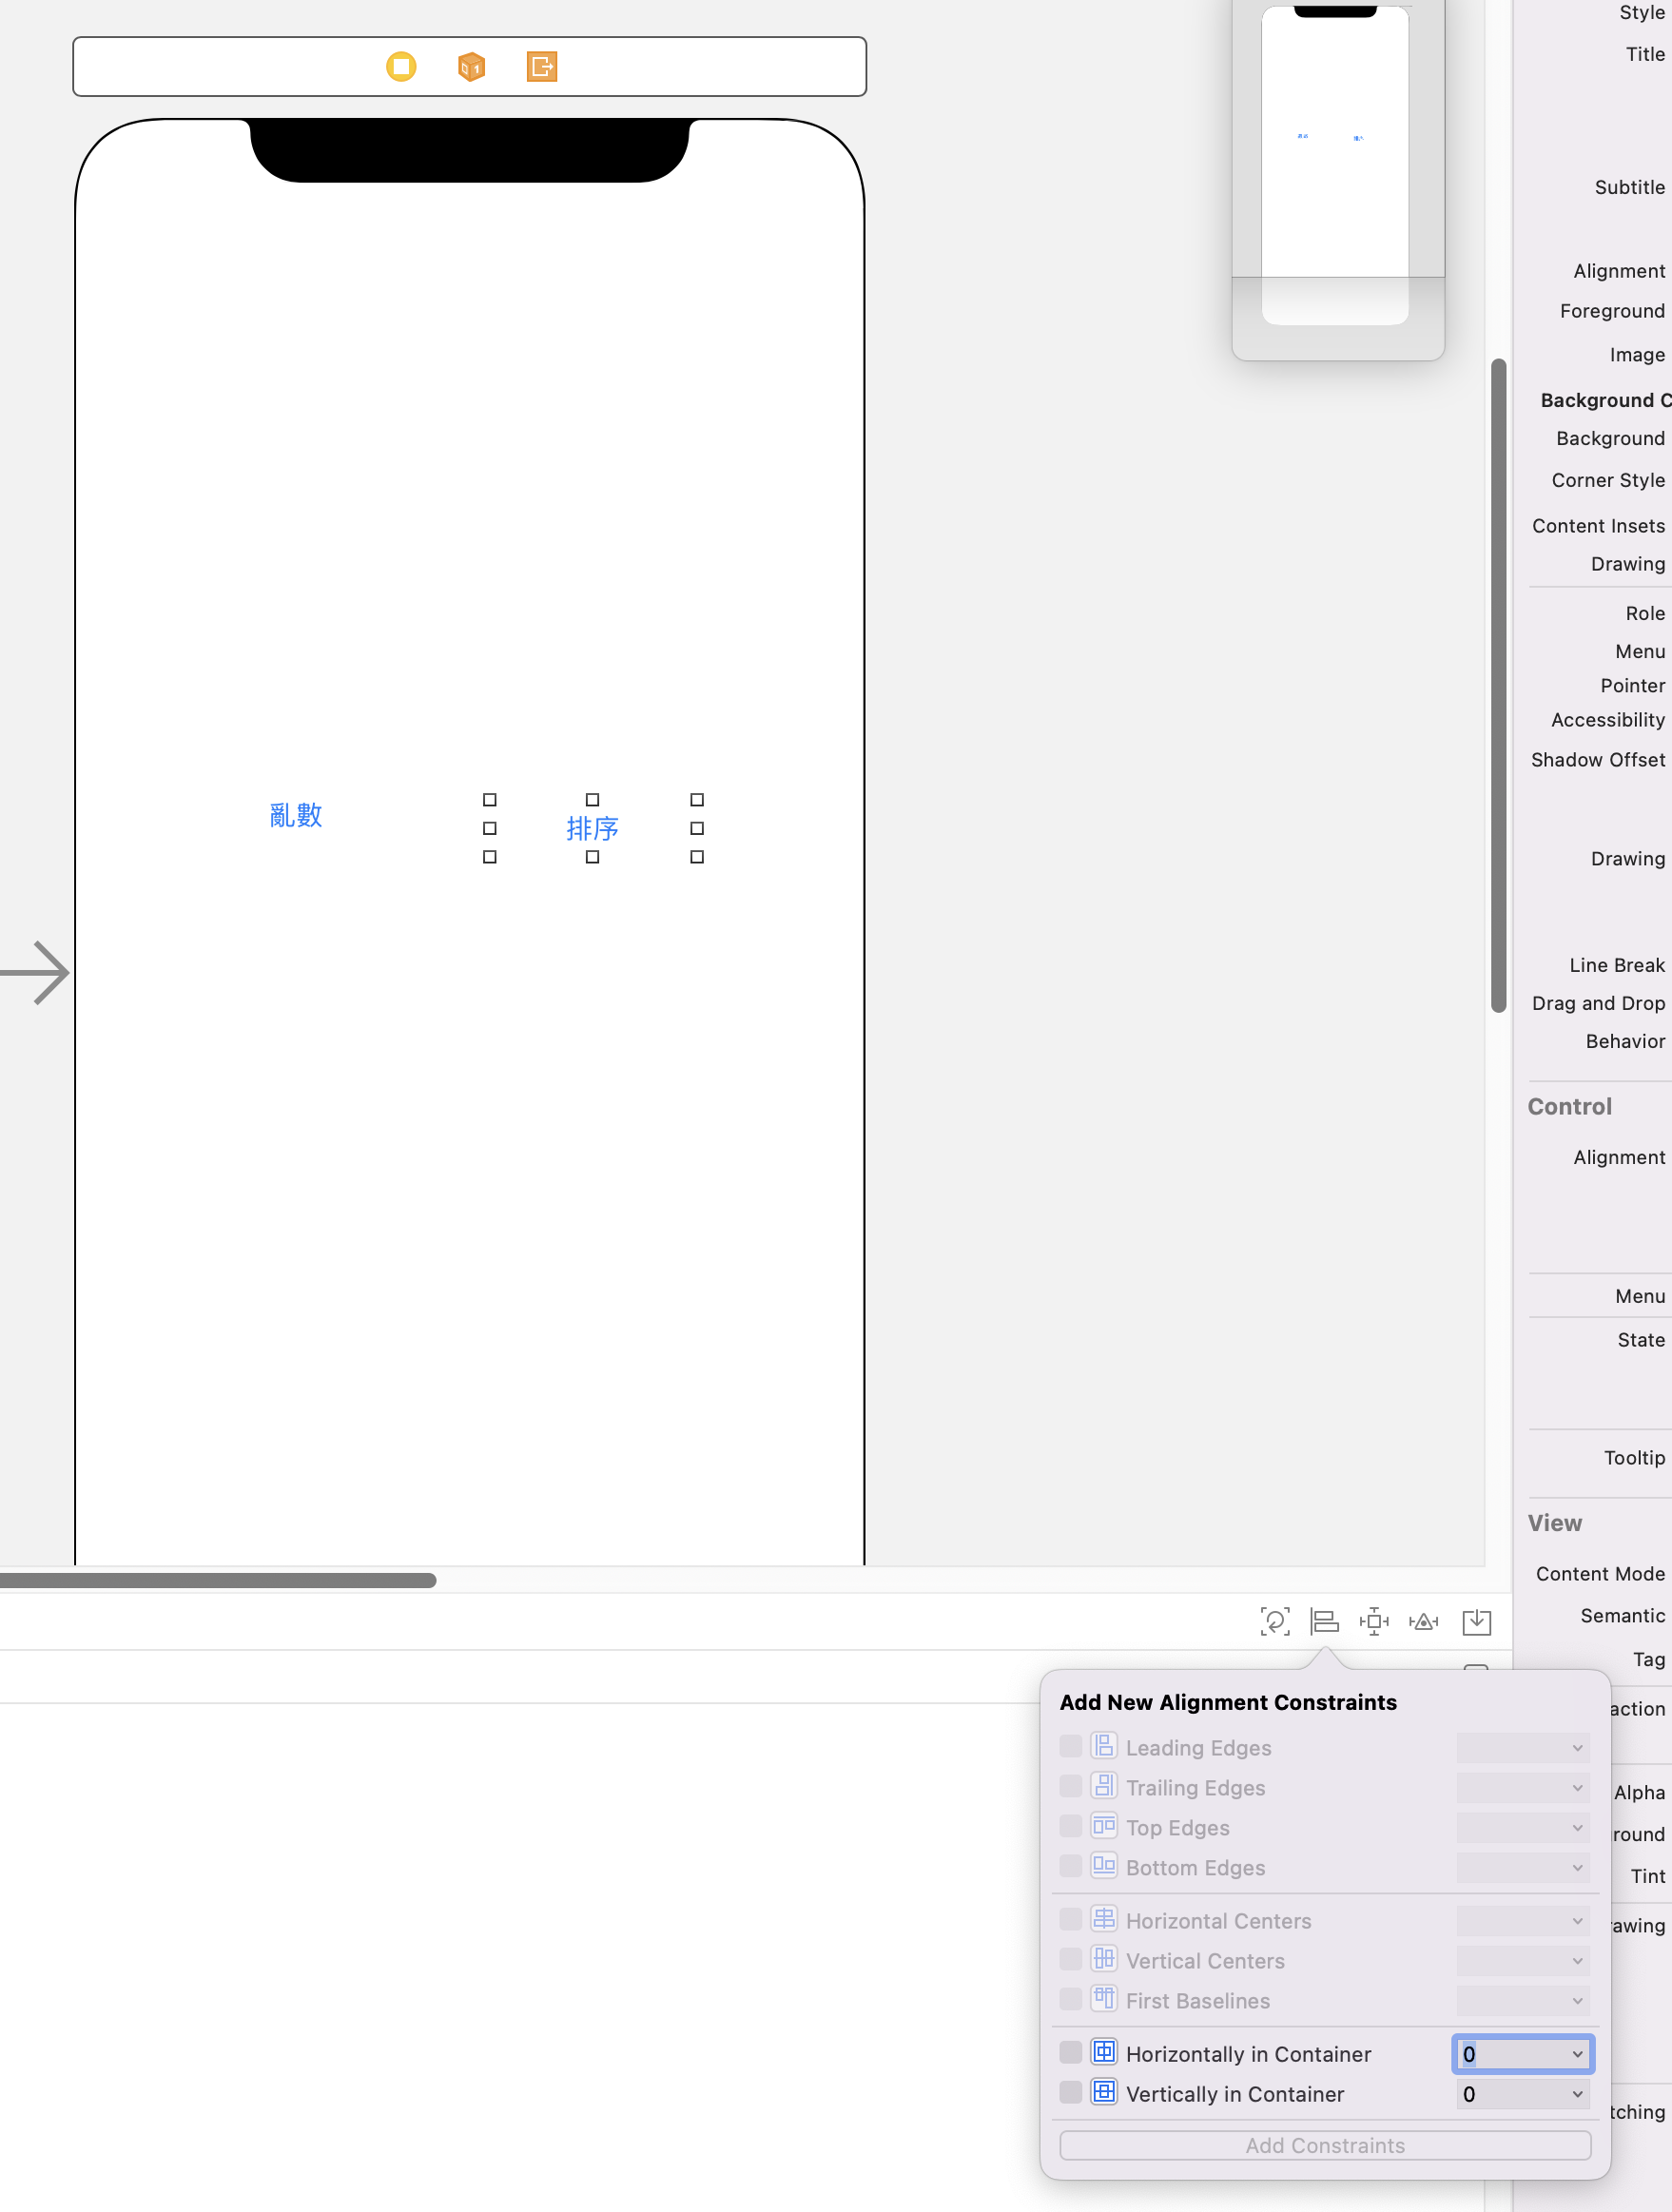 亂數
排序
Style
Title
Subtitle
Alignment
Foreground
Image
Background C
Background
Corner Style
Content Insets
Drawing
Role
Menu
Pointer
Accessibility
Shadow Offset
Drawing
Line Break
Drag and Drop
Behavior
Control
Alignment
Menu
State
Tooltip
View
Content Mode
Semantic
Tag
action
Alpha
round
Tint
rawing
tching
Add New Alignment Constraints
Leading Edges
Trailing Edges
Top Edges
Bottom Edges
Horizontal Centers
Vertical Centers
First Baselines
Horizontally in Container 0
Vertically in Container 0
Add Constraints